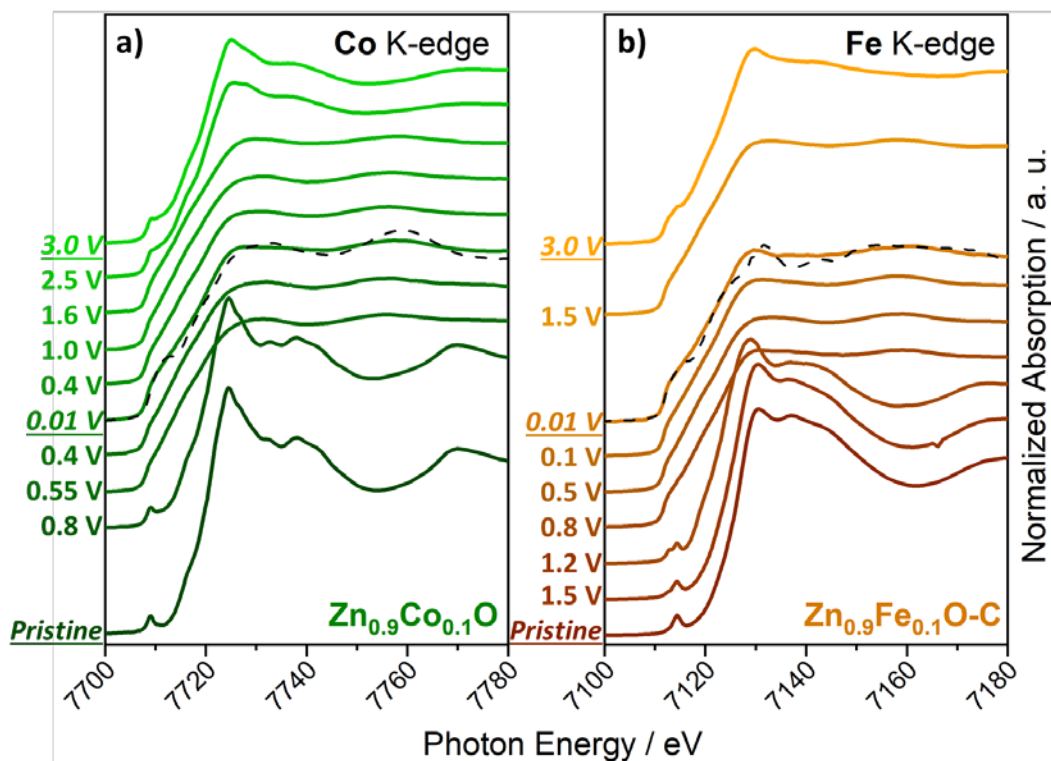 a)
Co K-edge
3.0 V
2.5 V
1.6 V
1.0 V
0.4 V
0.01 V
0.4 V
0.55 V
0.8 V
Pristine
Zn0.9Co0.1O
7700
7720
7740
7760
7780
b)
Fe K-edge
3.0 V
1.5 V
0.01 V
0.1 V
0.5 V
0.8 V
1.2 V
1.5 V
Pristine
Zn0.9Fe0.1O-C
7100
7120
7140
7160
7180
Normalized Absorption / a. u.
Photon Energy / eV